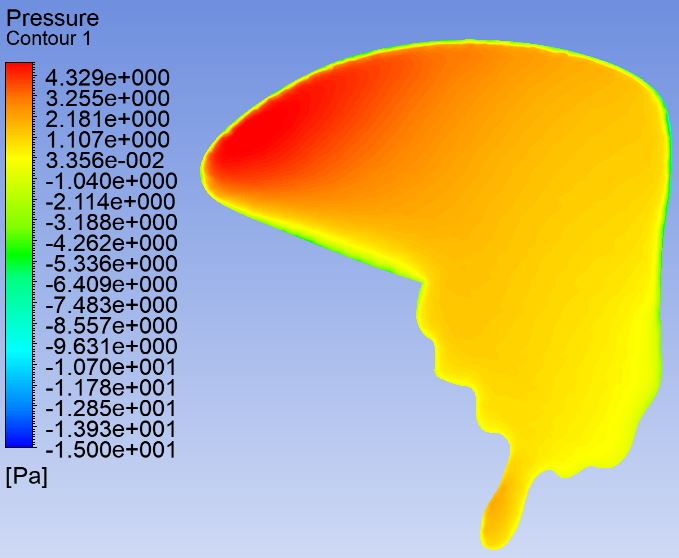 Pressure
Contour 1
4.329e+000
3.255e+000
2.181e+000
1.107e+000
3.356e-002
-1.040e+000
-2.114e+000
-3.188e+000
-4.262e+000
-5.336e+000
-6.409e+000
-7.483e+000
-8.557e+000
-9.631e+000
-1.070e+001
-1.178e+001
-1.285e+001
-1.393e+001
-1.500e+001
[Pa]